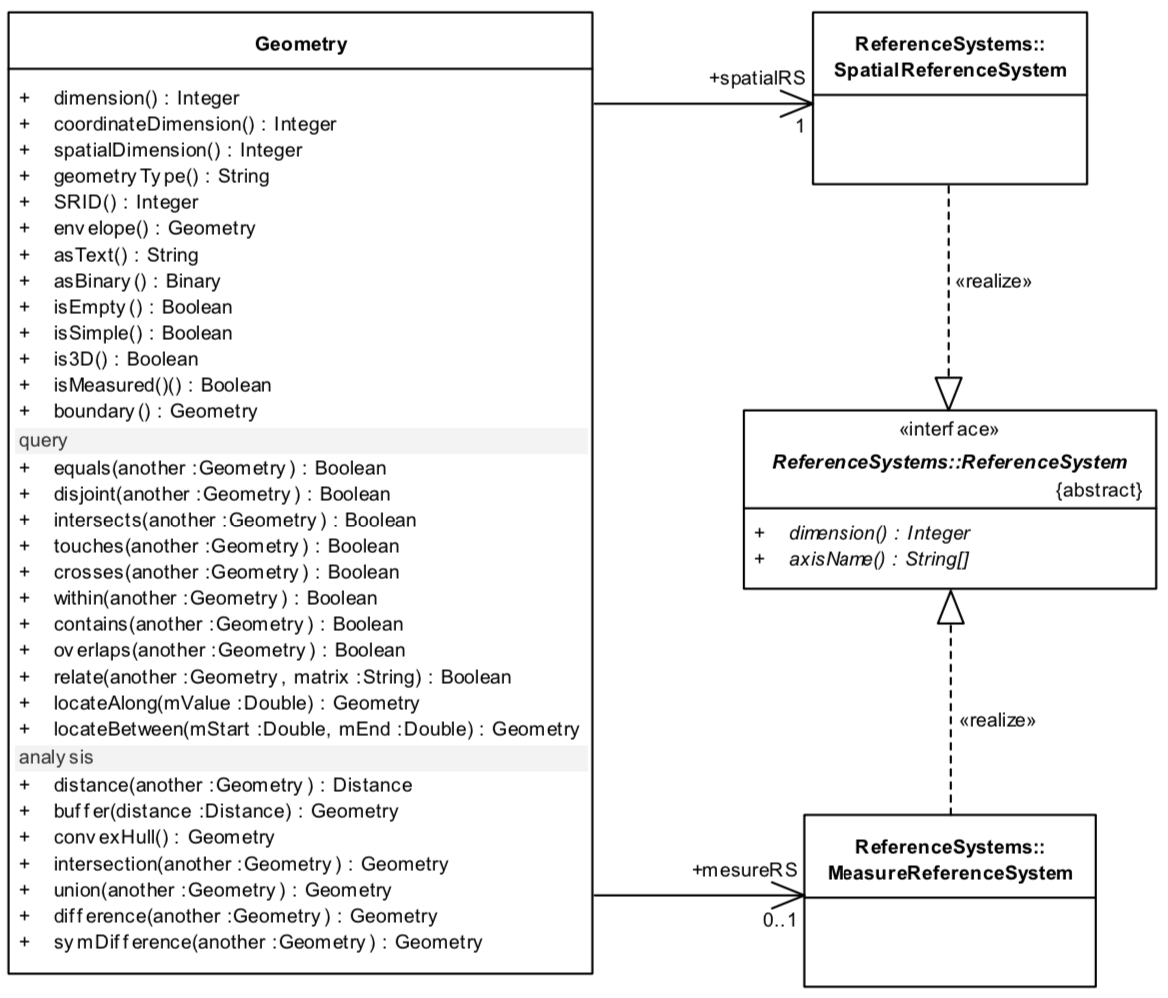 Geometry
+ dimension() : Integer
+ coordinateDimension() : Integer
+ spatialDimension() : Integer
+ geometryType() : String
+ SRID() : Integer
+ envelope() : Geometry
+ asText() : String
+ asBinary() : Binary
+ isEmpty() : Boolean
+ isSimple() : Boolean
+ is3D() : Boolean
+ isMeasured()() : Boolean
+ boundary() : Geometry
query
+ equals(another :Geometry) : Boolean
+ disjoint(another :Geometry) : Boolean
+ intersects(another :Geometry) : Boolean
+ touches(another :Geometry) : Boolean
+ crosses(another :Geometry) : Boolean
+ within(another :Geometry) : Boolean
+ contains(another :Geometry) : Boolean
+ overlaps(another :Geometry) : Boolean
+ relate(another :Geometry, matrix :String) : Boolean
+ locateAlong(mValue :Double) : Geometry
+ locateBetween(mStart :Double, mEnd :Double) : Geometry
analysis
+ distance(another :Geometry) : Distance
+ buffer(distance :Distance) : Geometry
+ convexHull() : Geometry
+ intersection(another :Geometry) : Geometry
+ union(another :Geometry) : Geometry
+ difference(another :Geometry) : Geometry
+ symDifference(another :Geometry) : Geometry
+spatialRS
1
ReferenceSystems::
SpatialReferenceSystem
«realize»
«interface»
ReferenceSystems::ReferenceSystem
{abstract}
+ dimension() : Integer
+ axisName() : String[]
«realize»
+mesureRS
0..1
ReferenceSystems::
MeasureReferenceSystem